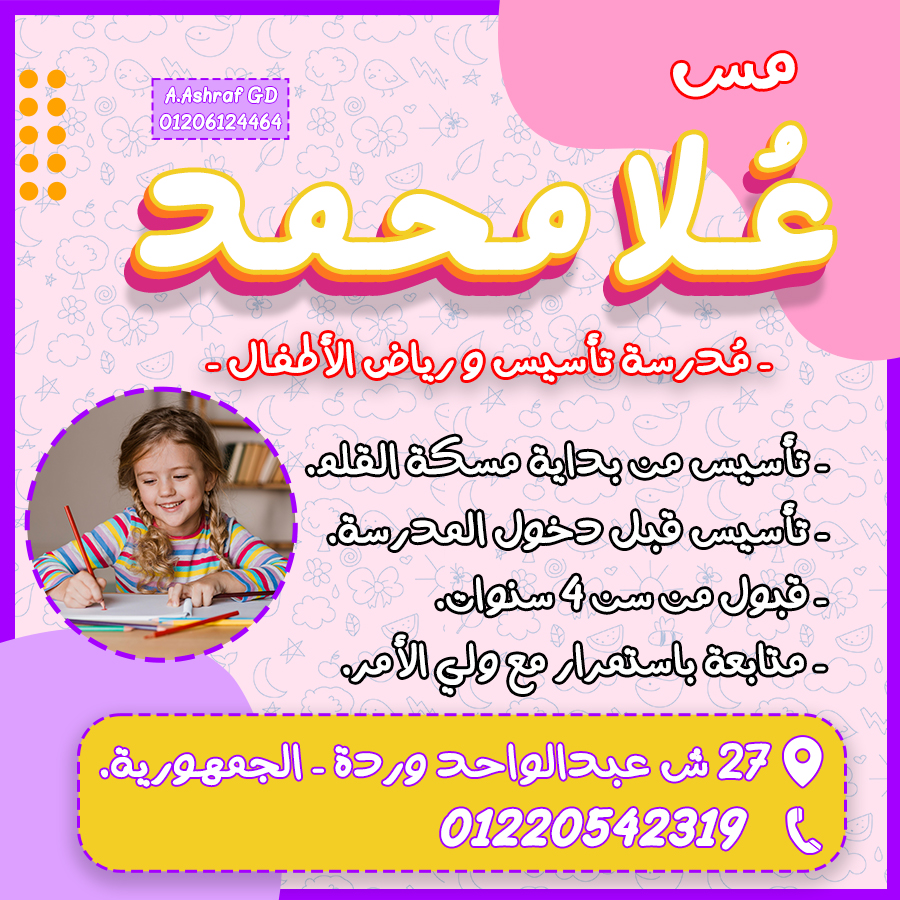 مس
A.Ashraf GD
01206124464
عُلا محمد
- مُدرسة تأسيس و رياض الأطفال -
- تأسيس من بداية مسكة القلم.
- تأسيس قبل دخول المدرسة.
- قبول من سن 4 سنوات.
- متابعة باستمرار مع ولي الأمر.
27 ش عبدالواحد وردة - الجمهورية.
01220542319